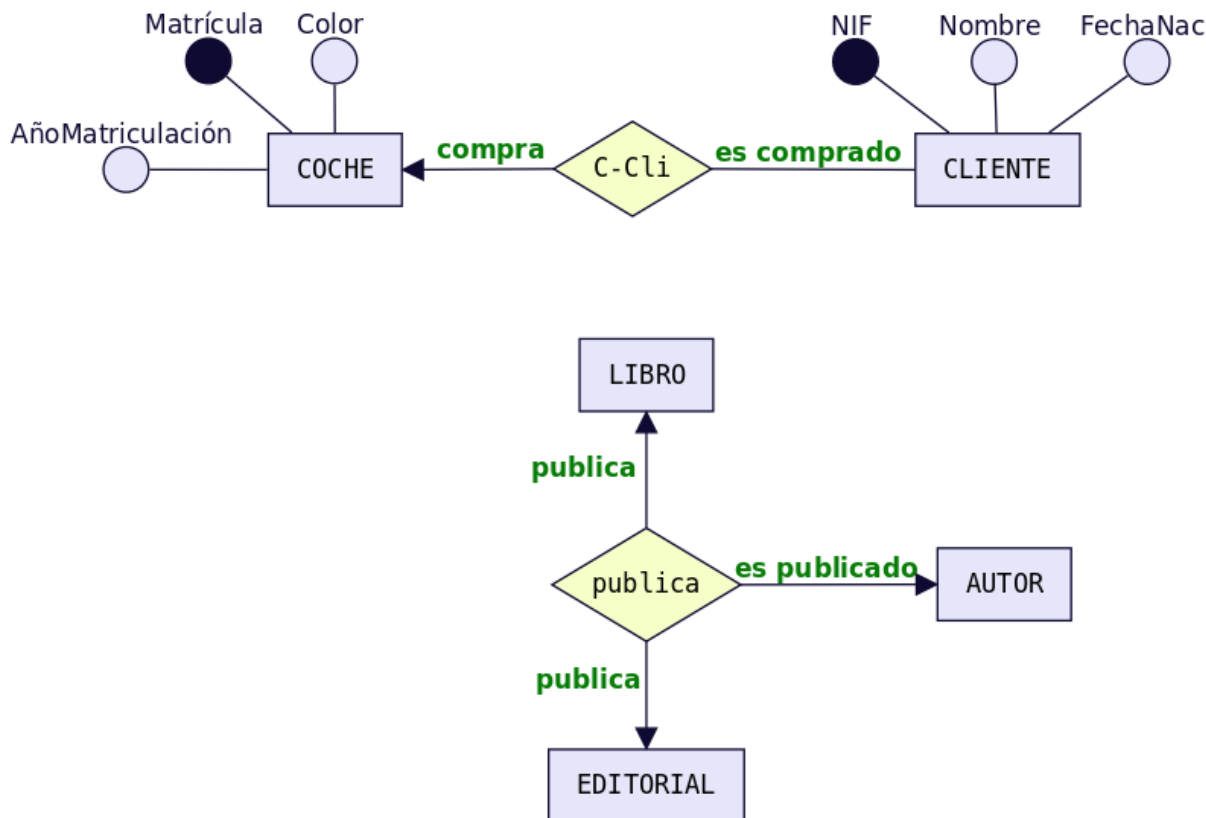 Matrícula
Color
NIF
Nombre
FechaNac
AñoMatriculación
COCHE
compra
C-Cli
es comprado
CLIENTE
LIBRO
publica
publica
es publicado
AUTOR
publica
EDITORIAL